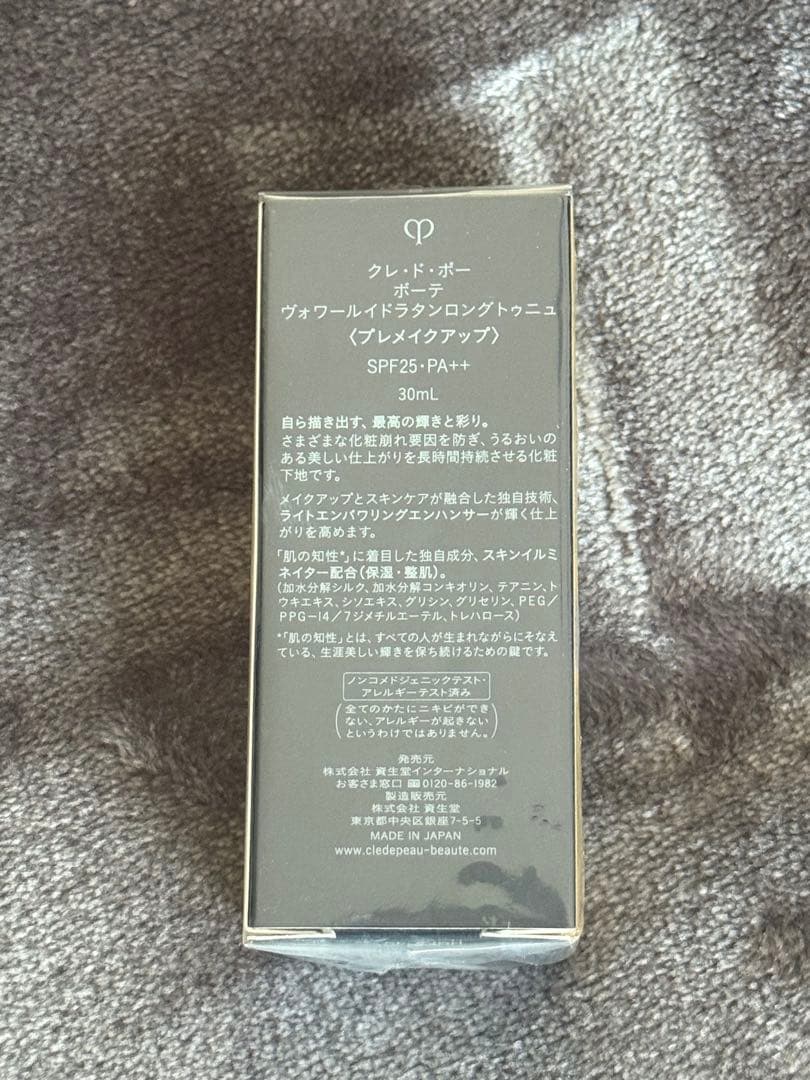 クレ・ド・ポー
ボーテ
ヴォワールイドラタンロングトゥニュ
〈プレメイクアップ〉
SPF25・PA++
30mL
自ら描き出す、最高の輝きと彩り。
さまざまな化粧崩れ要因を防ぎ、うるおいの
ある美しい仕上がりを長時間持続させる化粧
下地です。
メイクアップとスキンケアが融合した独自技術、
ライトエンパワリングエンハンサーが輝く仕上
がりを高めます。
「肌の知性*」に着目した独自成分、スキンイルミ
ネイター配合(保湿・整肌)。
(加水分解シルク、加水分解コンキオリン、テアニン、ト
ウキエキス、シソエキス、グリシン、グリセリン、PEG/
PPG-14/7ジメチルエーテル、トレハロース)
*「肌の知性」とは、すべての人が生まれながらにそなえ
ている、生涯美しい輝きを保ち続けるための鍵です。
ノンコメドジェニックテスト・
アレルギーテスト済み
(全てのかたにニキビができ
ない、アレルギーが起きない
というわけではありません。)
発売元
株式会社 資生堂インターナショナル
お客さま窓口 0120-86-1982
製造販売元
株式会社 資生堂
東京都中央区銀座7-5-5
MADE IN JAPAN
www.cledepeau-beaute.com